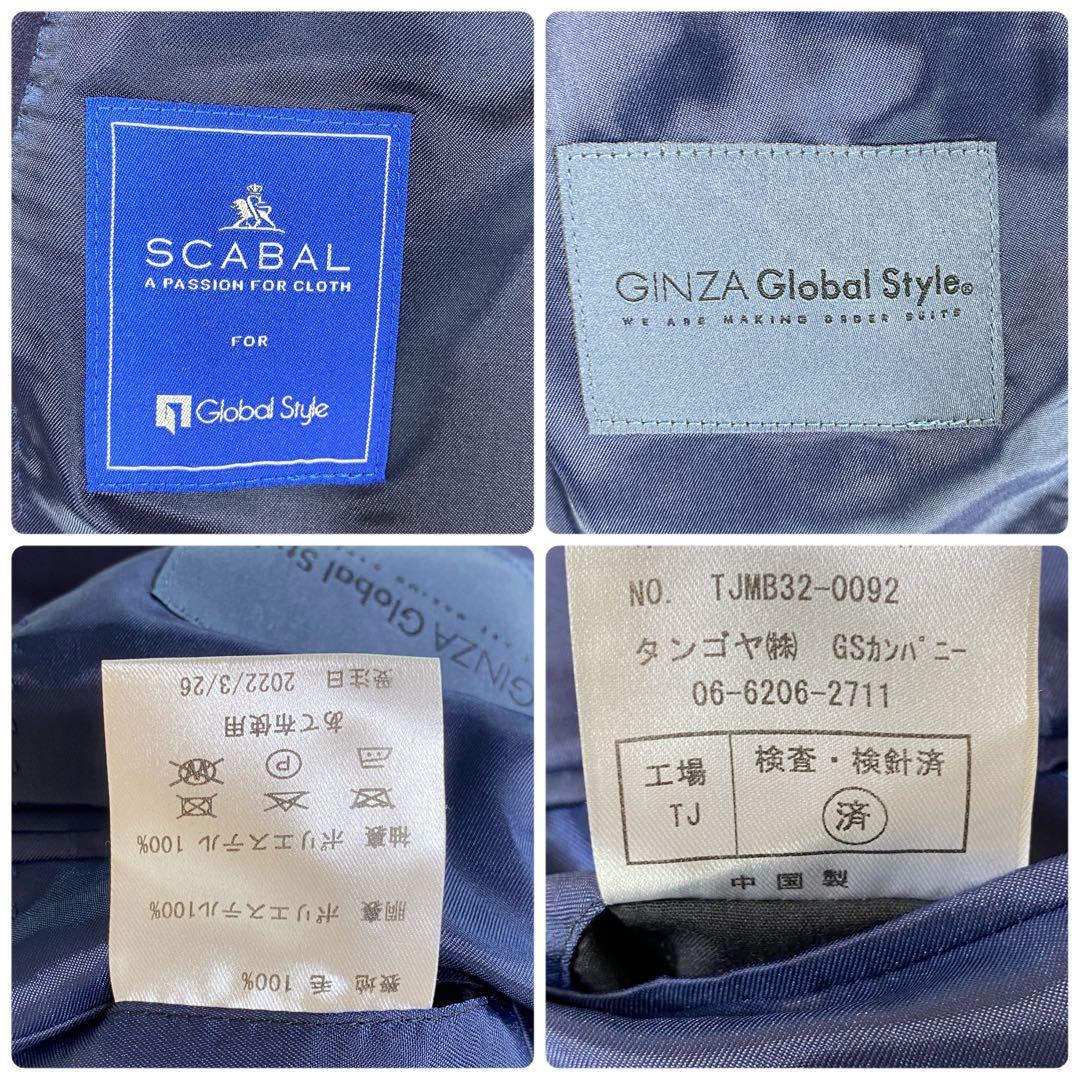 SCABAL
A PASSION FOR CLOTH
FOR
Global Style
GINZA Global Style®
WE ARE MAKING ORDER SUITS
表地 毛 100%
胴裏 ポリエステル100%
袖裏 ポリエステル 100%
あて布使用
受注日 2022/3/26
GINZA Global Style
NO. TJMB32-0092
タンゴヤ㈱ GSカンパニー
06-6206-2711
工場 検査・検針済
TJ 済
中国製